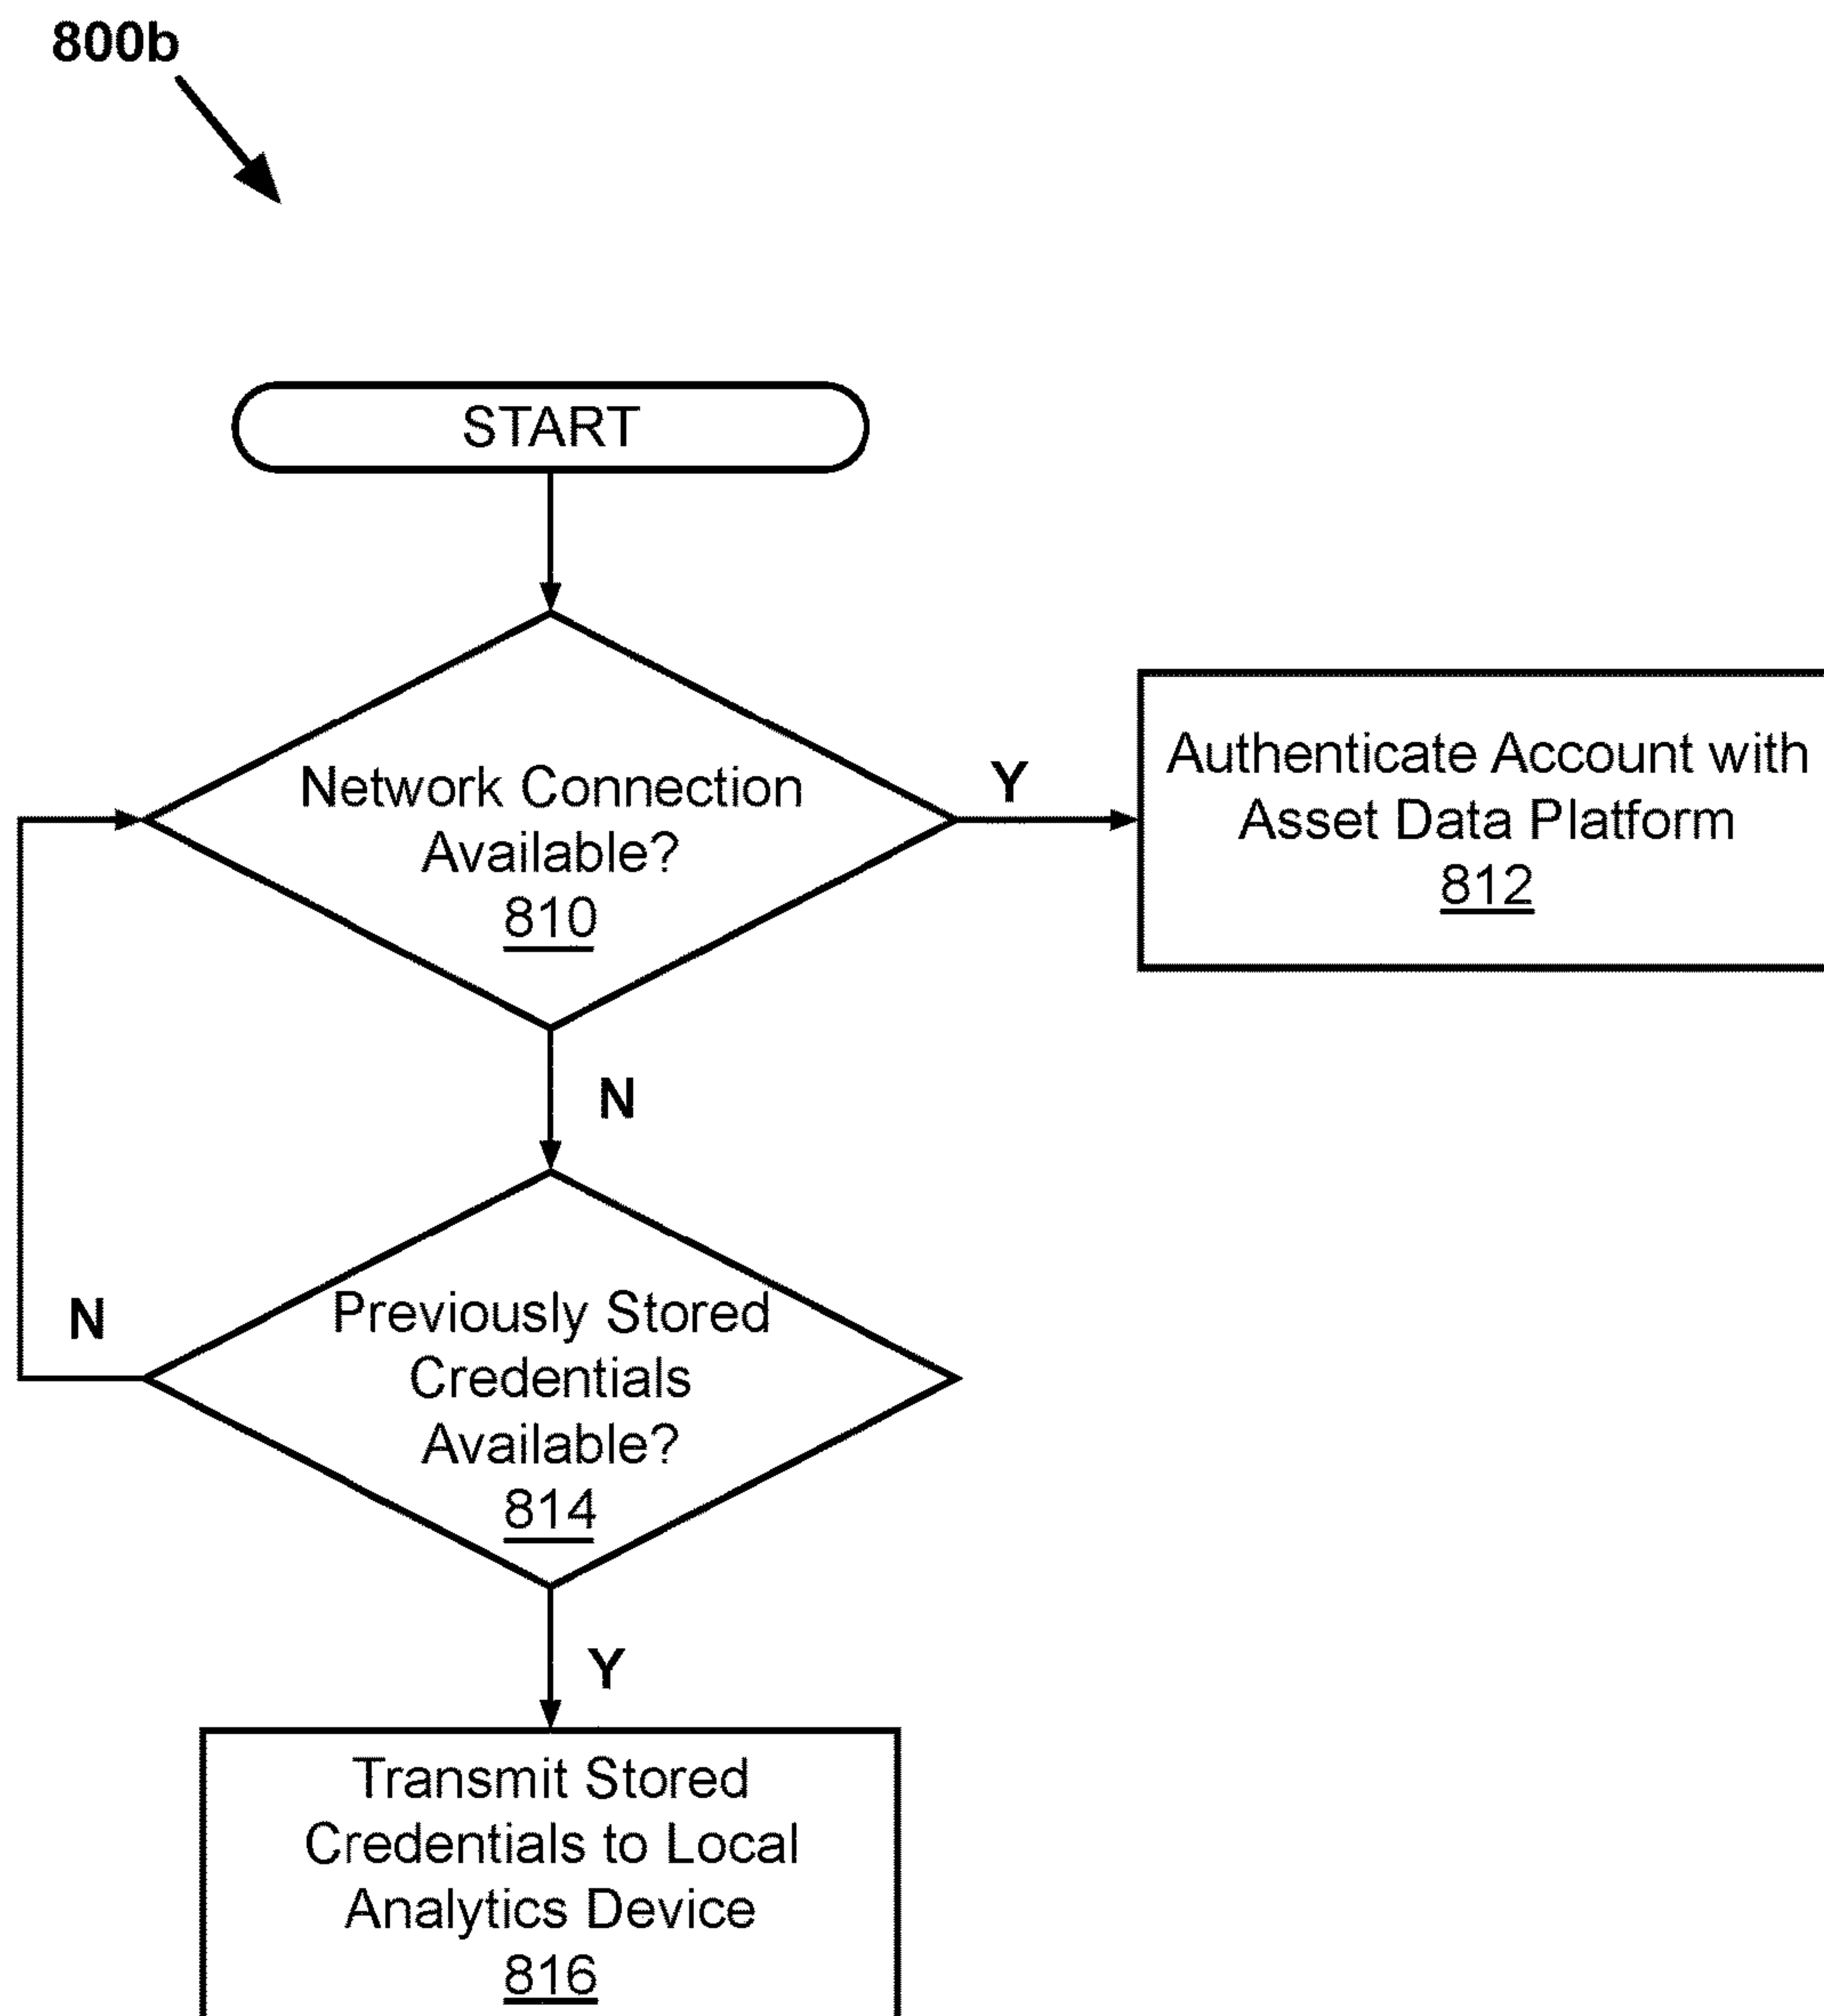 800b
START
Network Connection
Available?
810
Y
Authenticate Account with
Asset Data Platform
812
N
N
Previously Stored
Credentials
Available?
814
Y
Transmit Stored
Credentials to Local
Analytics Device
816